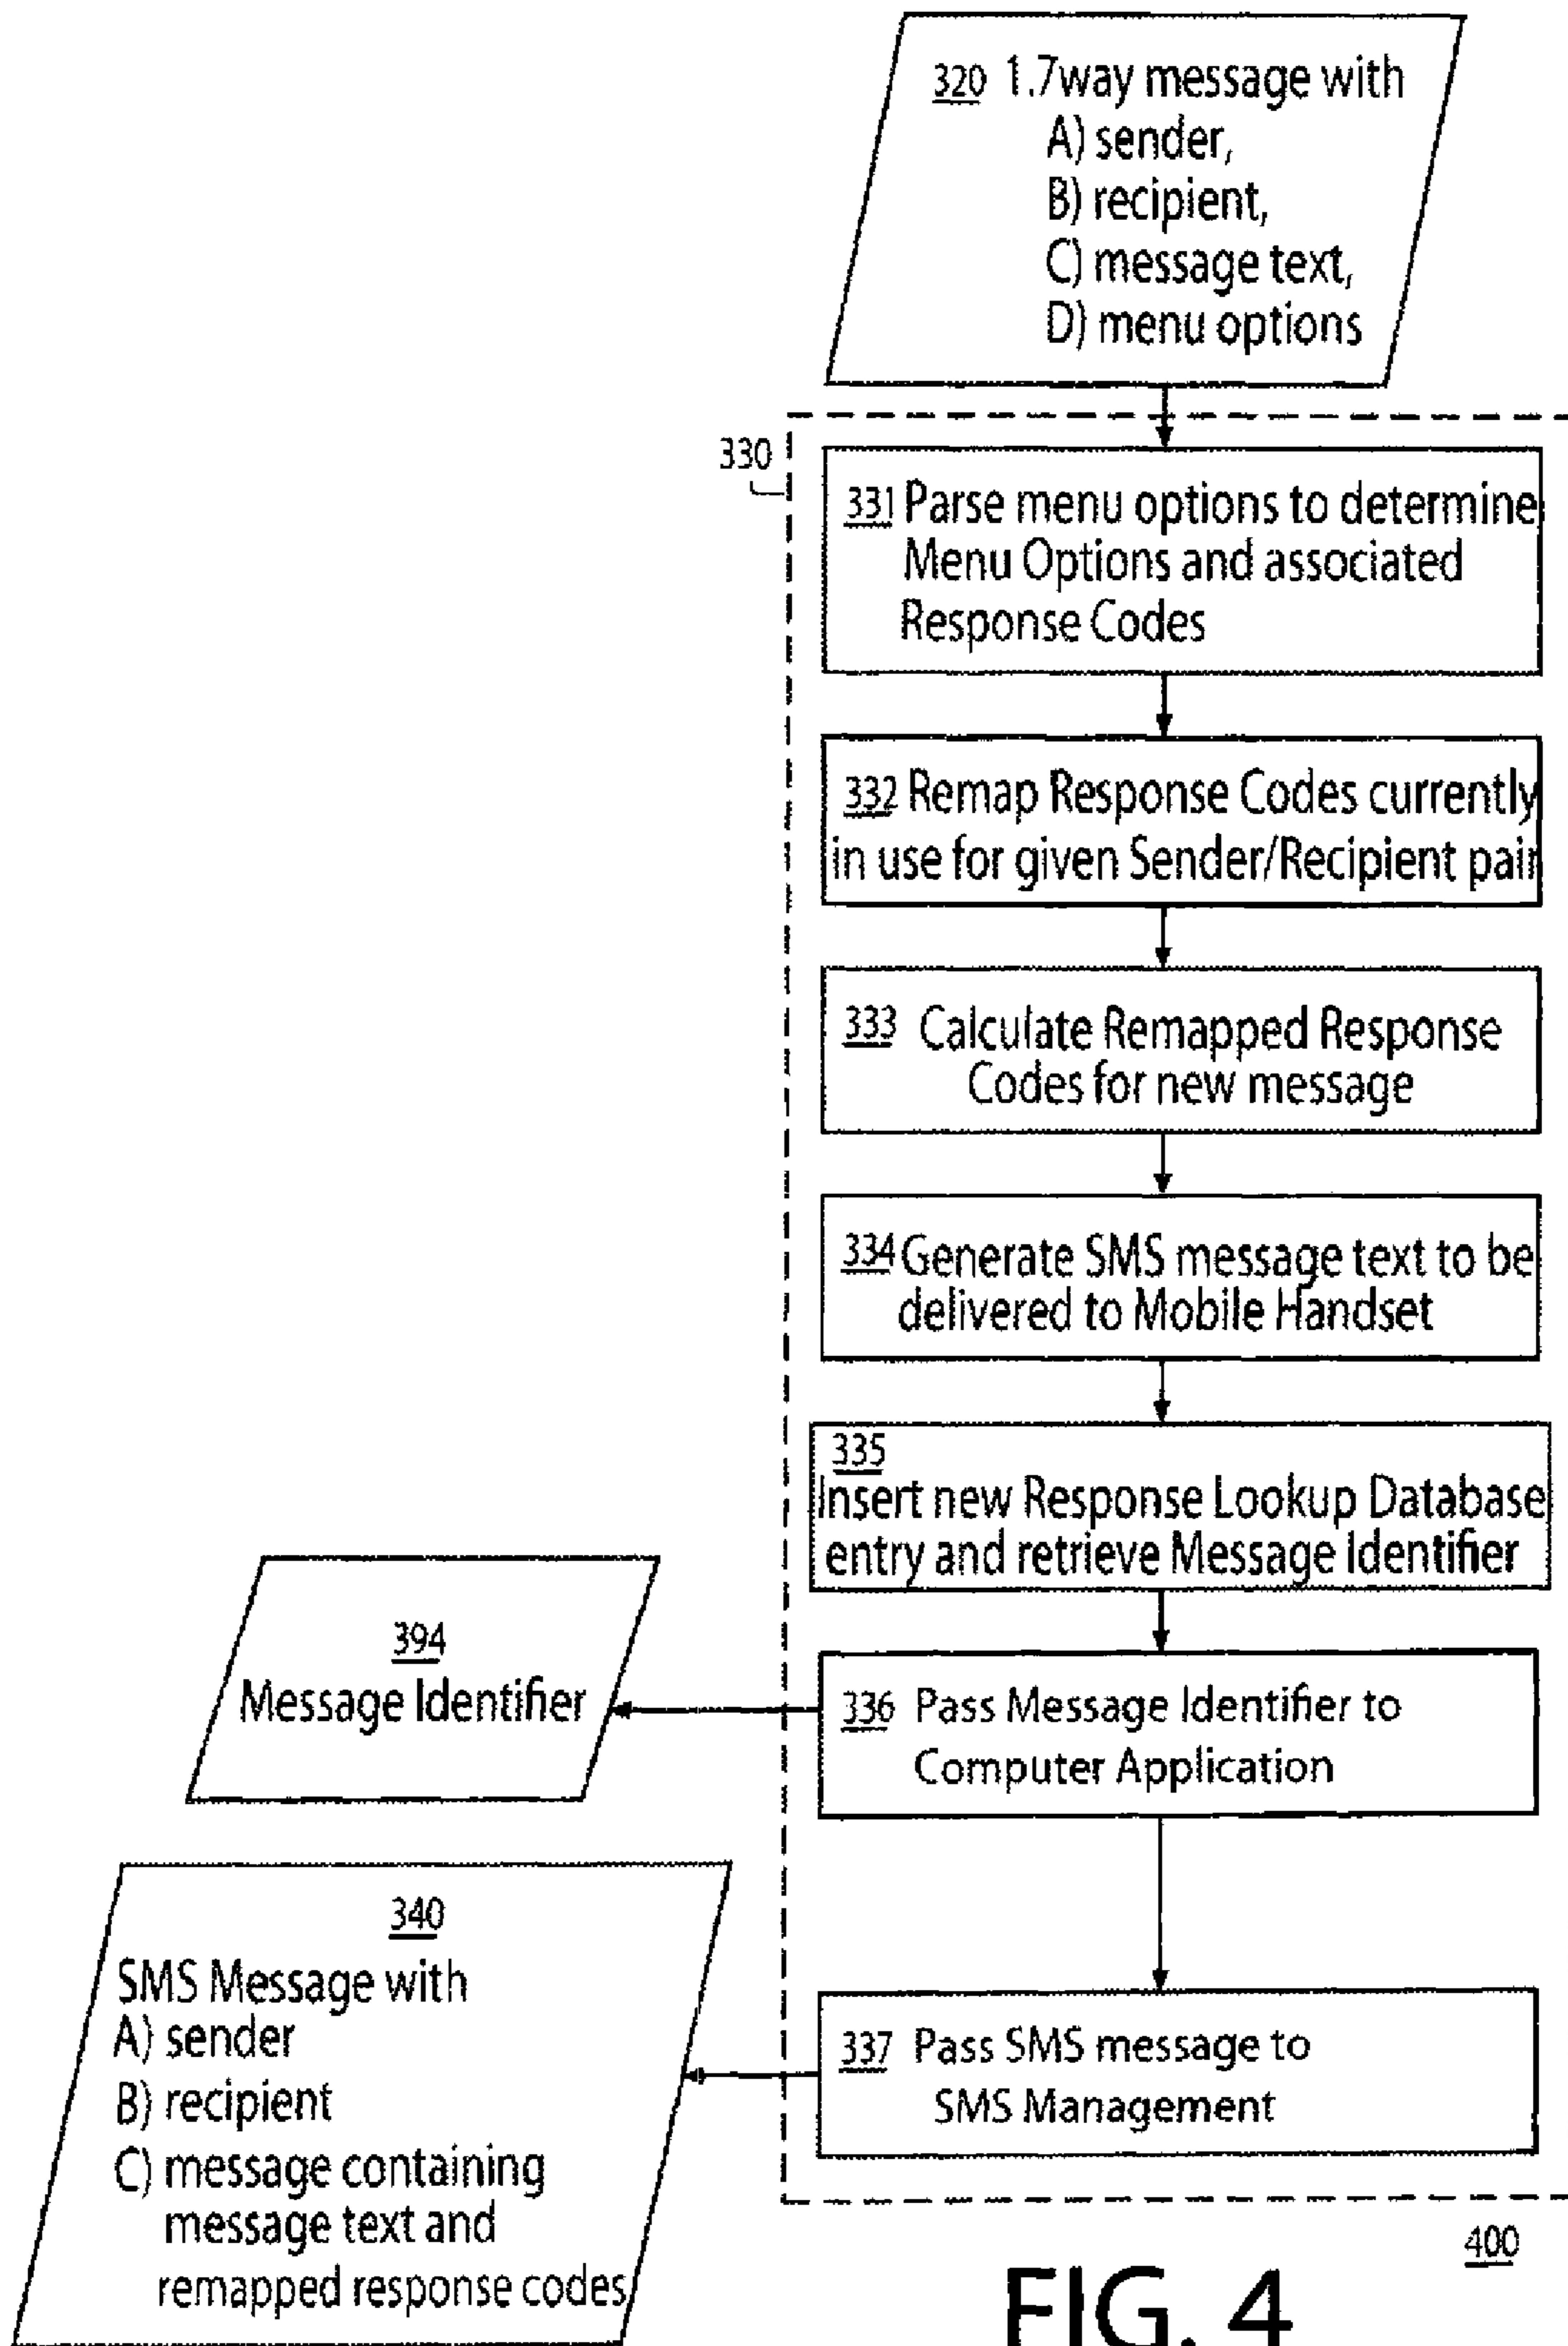 320 1.7way message with
A) sender,
B) recipient,
C) message text,
D) menu options
330
331 Parse menu options to determine
Menu Options and associated
Response Codes
332 Remap Response Codes currently
in use for given Sender/Recipient pair
333 Calculate Remapped Response
Codes for new message
334 Generate SMS message text to be
delivered to Mobile Handset
335
Insert new Response Lookup Database
entry and retrieve Message Identifier
394
Message Identifier
336 Pass Message Identifier to
Computer Application
340
SMS Message with
A) sender
B) recipient
C) message containing
message text and
remapped response codes
337 Pass SMS message to
SMS Management
400
FIG. 4